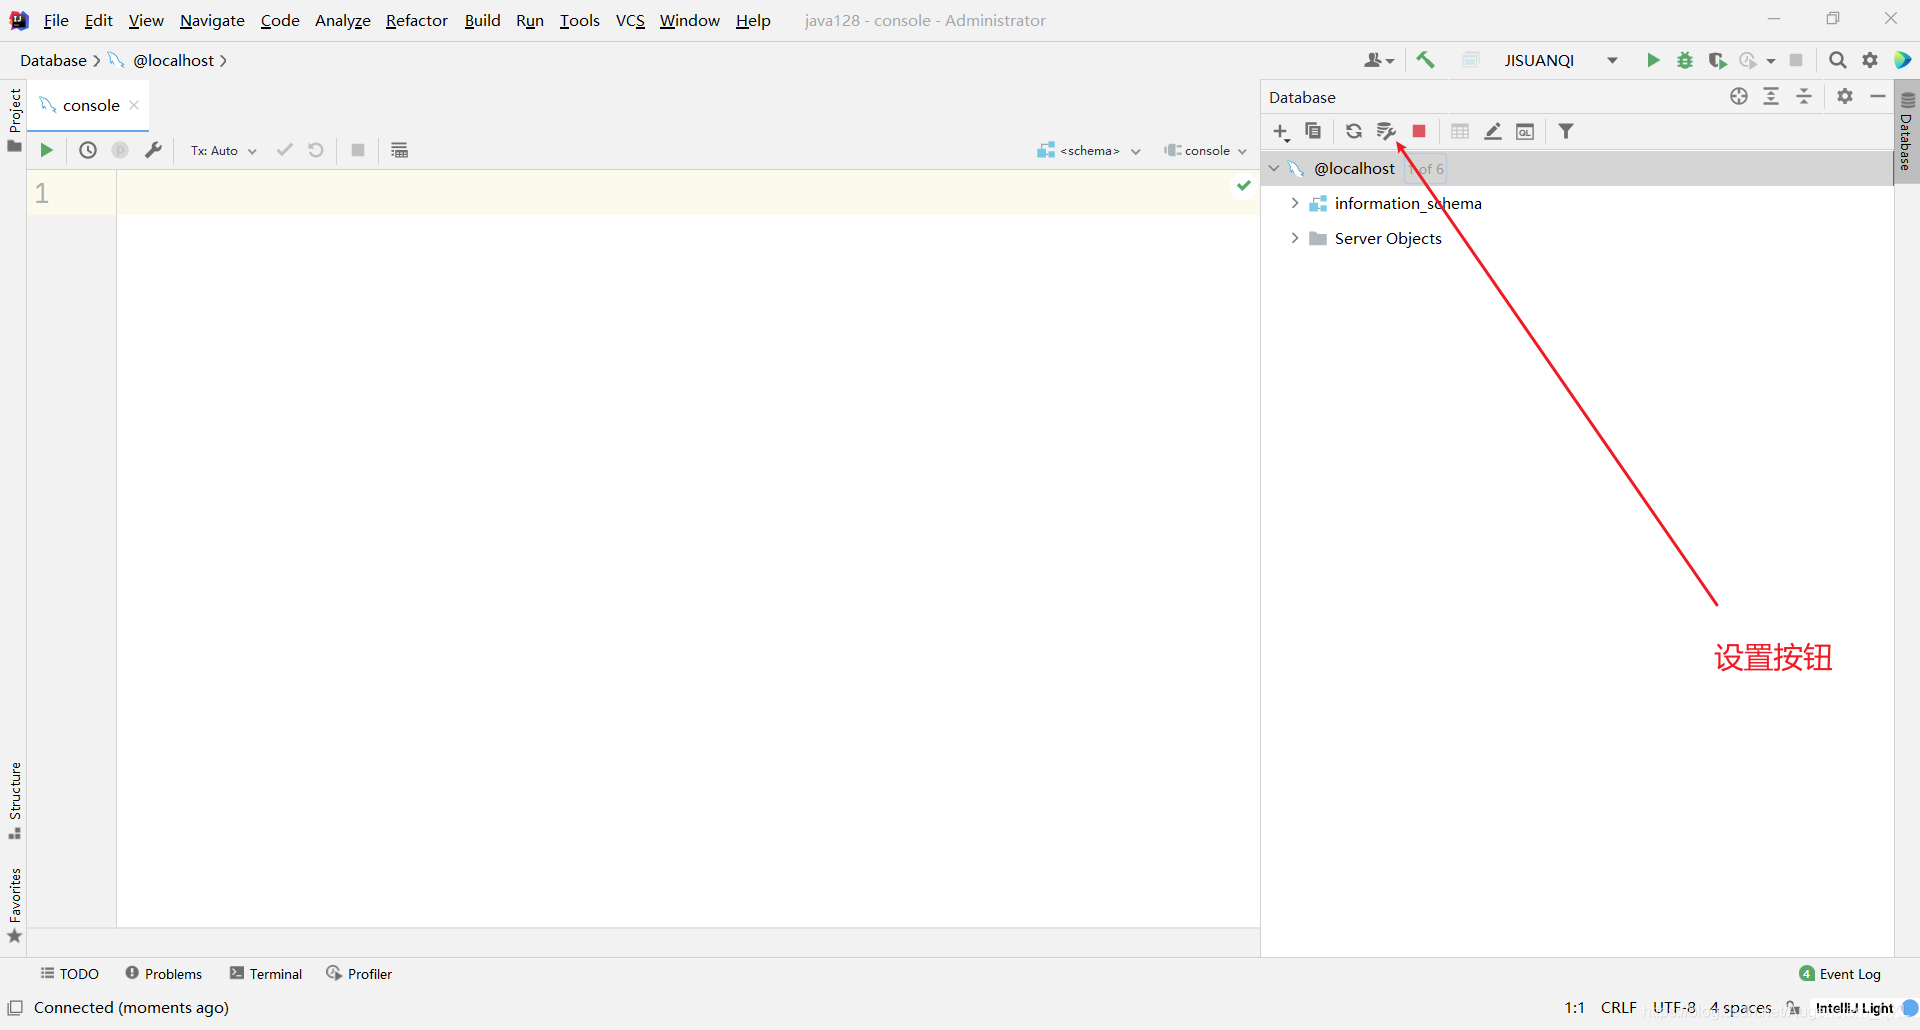 File Edit View Navigate Code Analyze Refactor Build Run Tools VCS Window Help java128 - console - Administrator
Database @localhost JISUANQI
Project
console
Database
Tx: Auto <schema> console
Database
1
@localhost 1 of 6
information_schema
Server Objects
设置按钮
Structure
Favorites
TODO Problems Terminal Profiler 4 Event Log
Connected (moments ago) 1:1 CRLF UTF-8 4 spaces IntelliJ Light